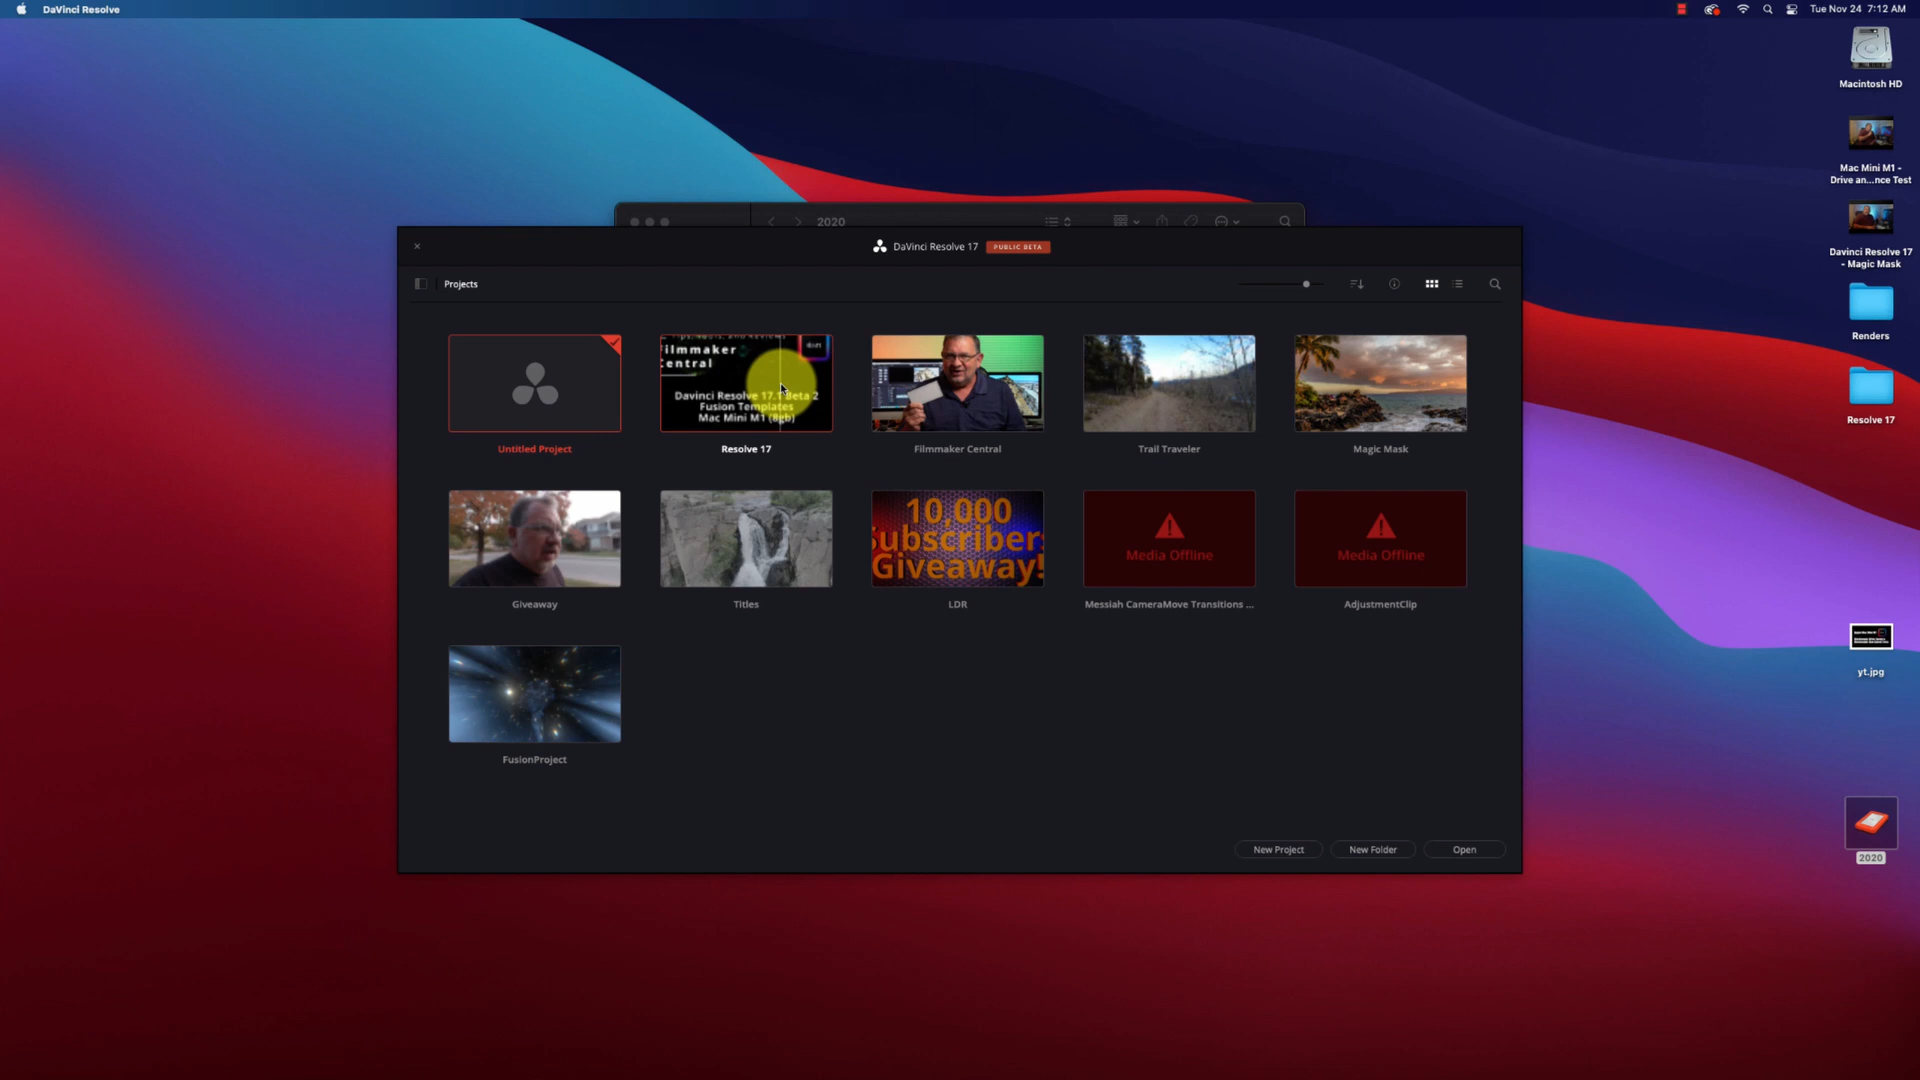 DaVinci Resolve
Tue Nov 24 7:12 AM
Macintosh HD
Mac Mini M1 -
Drive an...nce Test
2020
DaVinci Resolve 17 PUBLIC BETA
Davinci Resolve 17
- Magic Mask
Projects
Renders
Filmmaker
Central
Davinci Resolve 17.1 Beta 2
Fusion Templates
Mac Mini M1 (8gb)
Resolve 17
Untitled Project
Resolve 17
Filmmaker Central
Trail Traveler
Magic Mask
10,000
Subscriber
Giveaway!
Media Offline
Media Offline
Giveaway
Titles
LDR
Messiah CameraMove Transitions ...
AdjustmentClip
yt.jpg
FusionProject
New Project
New Folder
Open
2020